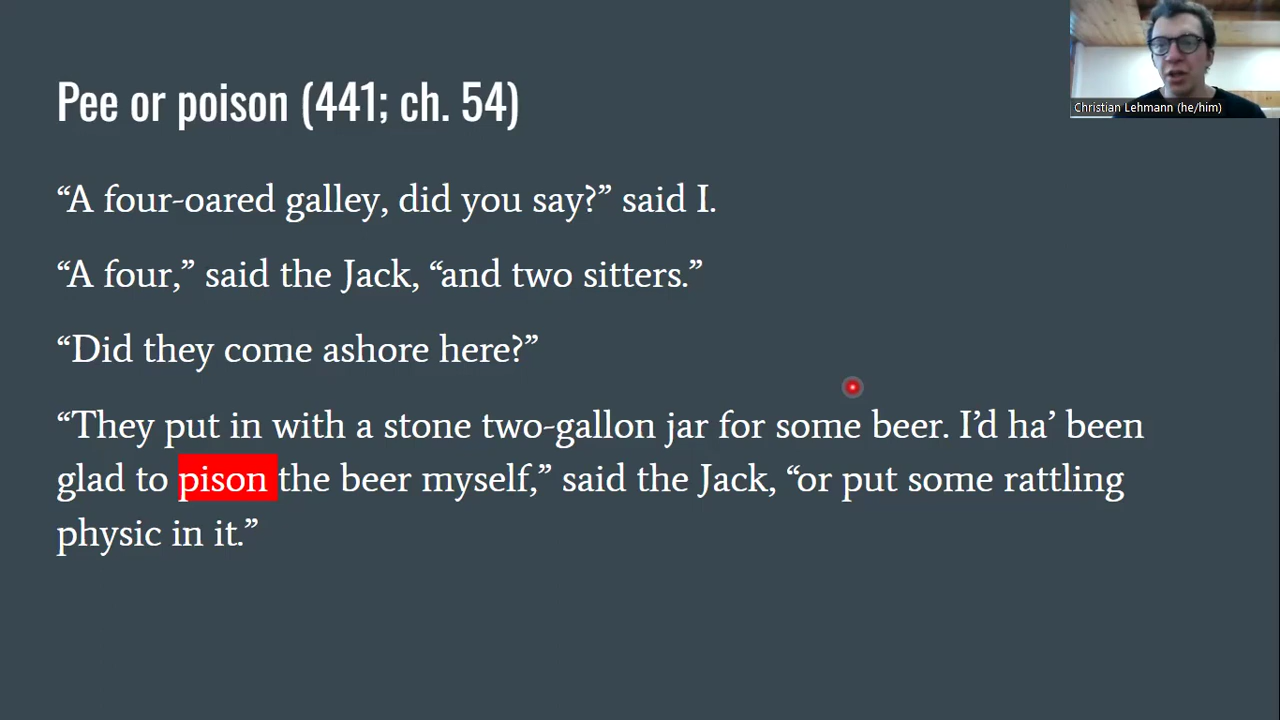 Christian Lehmann (he/him)
Pee or poison (441; ch. 54)
“A four-oared galley, did you say?” said I.
“A four,” said the Jack, “and two sitters.”
“Did they come ashore here?”
“They put in with a stone two-gallon jar for some beer. I’d ha’ been
glad to pison the beer myself,” said the Jack, “or put some rattling
physic in it.”